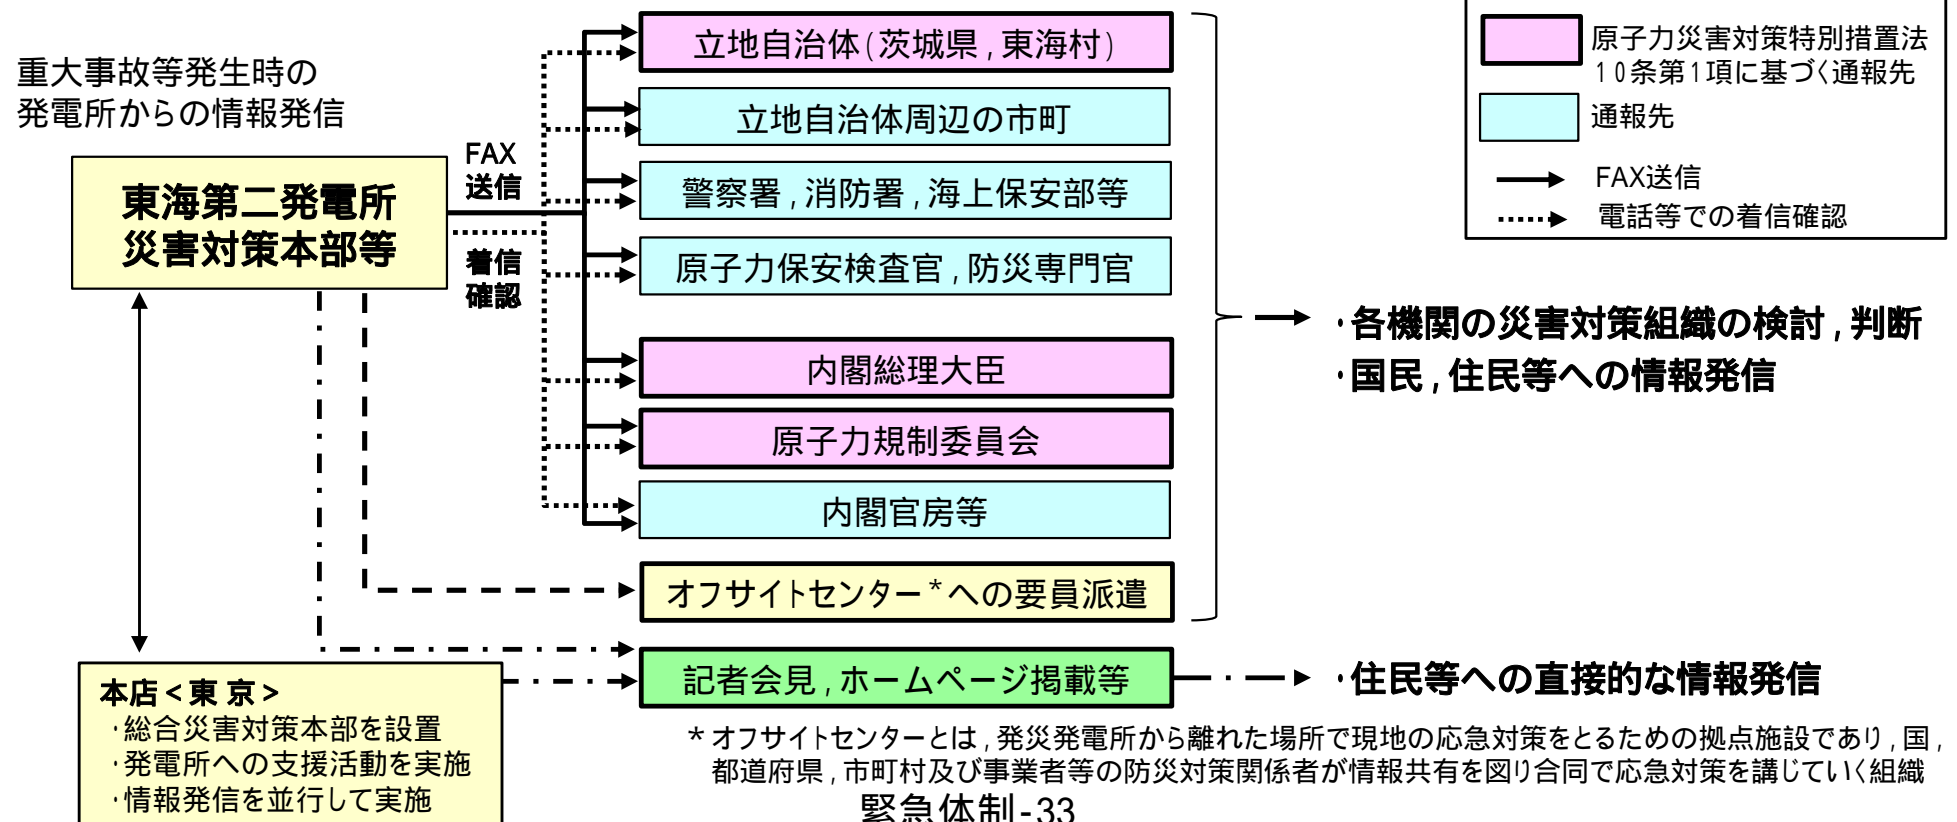 重大事故等発生時の
発電所からの情報発信
東海第二発電所
災害対策本部等
FAX
送信
着信
確認
立地自治体(茨城県,東海村)
立地自治体周辺の市町
警察署,消防署,海上保安部等
原子力保安検査官,防災専門官
内閣総理大臣
原子力規制委員会
内閣官房等
オフサイトセンター*への要員派遣
記者会見,ホームページ掲載等
原子力災害対策特別措置法
10条第1項に基づく通報先
通報先
FAX送信
電話等での着信確認
・各機関の災害対策組織の検討,判断
・国民,住民等への情報発信
・住民等への直接的な情報発信
本店<東京>
・総合災害対策本部を設置
・発電所への支援活動を実施
・情報発信を並行して実施
*オフサイトセンターとは,発災発電所から離れた場所で現地の応急対策をとるための拠点施設であり,国,
都道府県,市町村及び事業者等の防災対策関係者が情報共有を図り合同で応急対策を講じていく組織
緊急体制-33